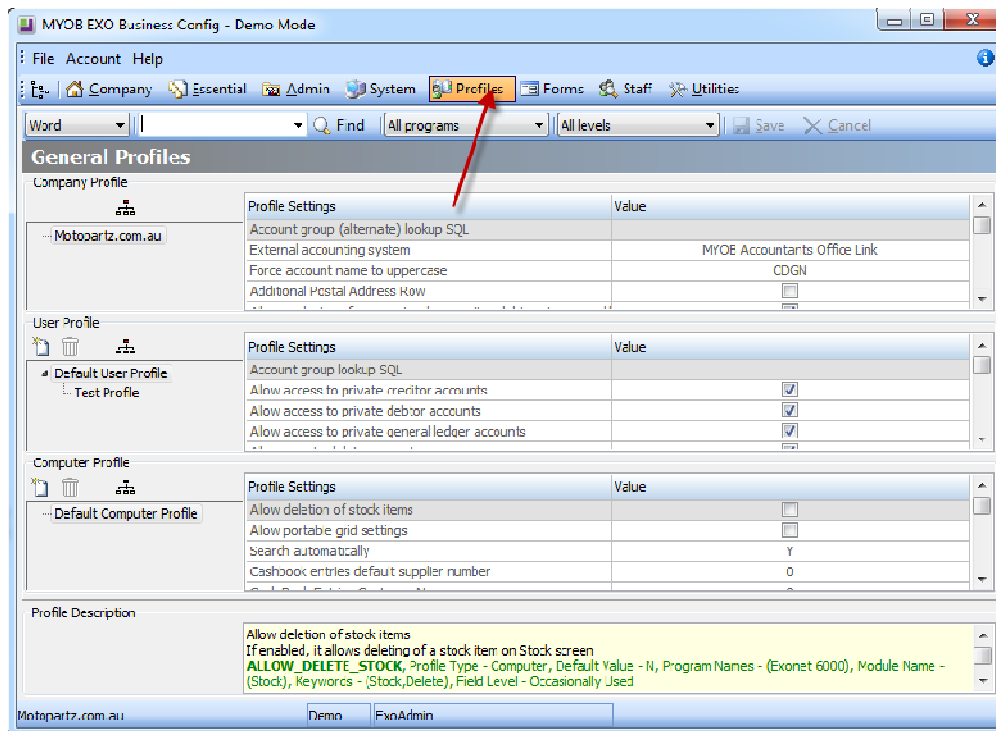 MYOB EXO Business Config - Demo Mode
File Account Help
Company Essential Admin System Profiles Forms Staff Utilities
Word Find All programs All levels Save Cancel
General Profiles
Company Profile
Profile Settings Value
Motopartz.com.au
Account group (alternate) lookup SQL
External accounting system MYOB Accountants Office Link
Force account name to uppercase CDGN
Additional Postal Address Row
User Profile
Profile Settings Value
Default User Profile
Test Profile
Account group lookup SQL
Allow access to private creditor accounts
Allow access to private debtor accounts
Allow access to private general ledger accounts
Computer Profile
Profile Settings Value
Default Computer Profile
Allow deletion of stock items
Allow portable grid settings
Search automatically Y
Cashbook entries default supplier number 0
Profile Description
Allow deletion of stock items
If enabled, it allows deleting of a stock item on Stock screen
ALLOW_DELETE_STOCK, Profile Type - Computer, Default Value - N, Program Names - (Exonet 6000), Module Name -
(Stock), Keywords - (Stock,Delete), Field Level - Occasionally Used
Motopartz.com.au Demo ExoAdmin